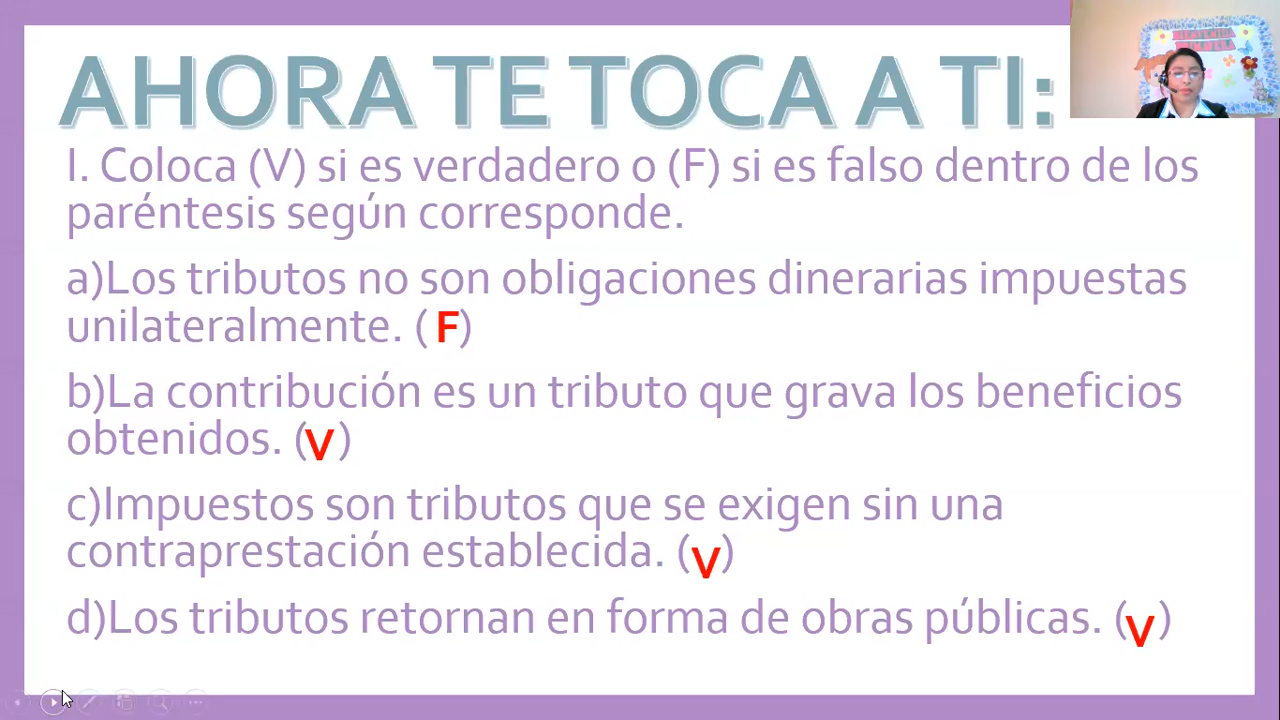 AHORA TE TOCA A TI:
BIENVENIDA
PRIMAVERA
I. Coloca (V) si es verdadero o (F) si es falso dentro de los
paréntesis según corresponde.
a)Los tributos no son obligaciones dinerarias impuestas
unilateralmente. ( F)
b)La contribución es un tributo que grava los beneficios
obtenidos. (V )
c)Impuestos son tributos que se exigen sin una
contraprestación establecida. (V)
d)Los tributos retornan en forma de obras públicas. (V )